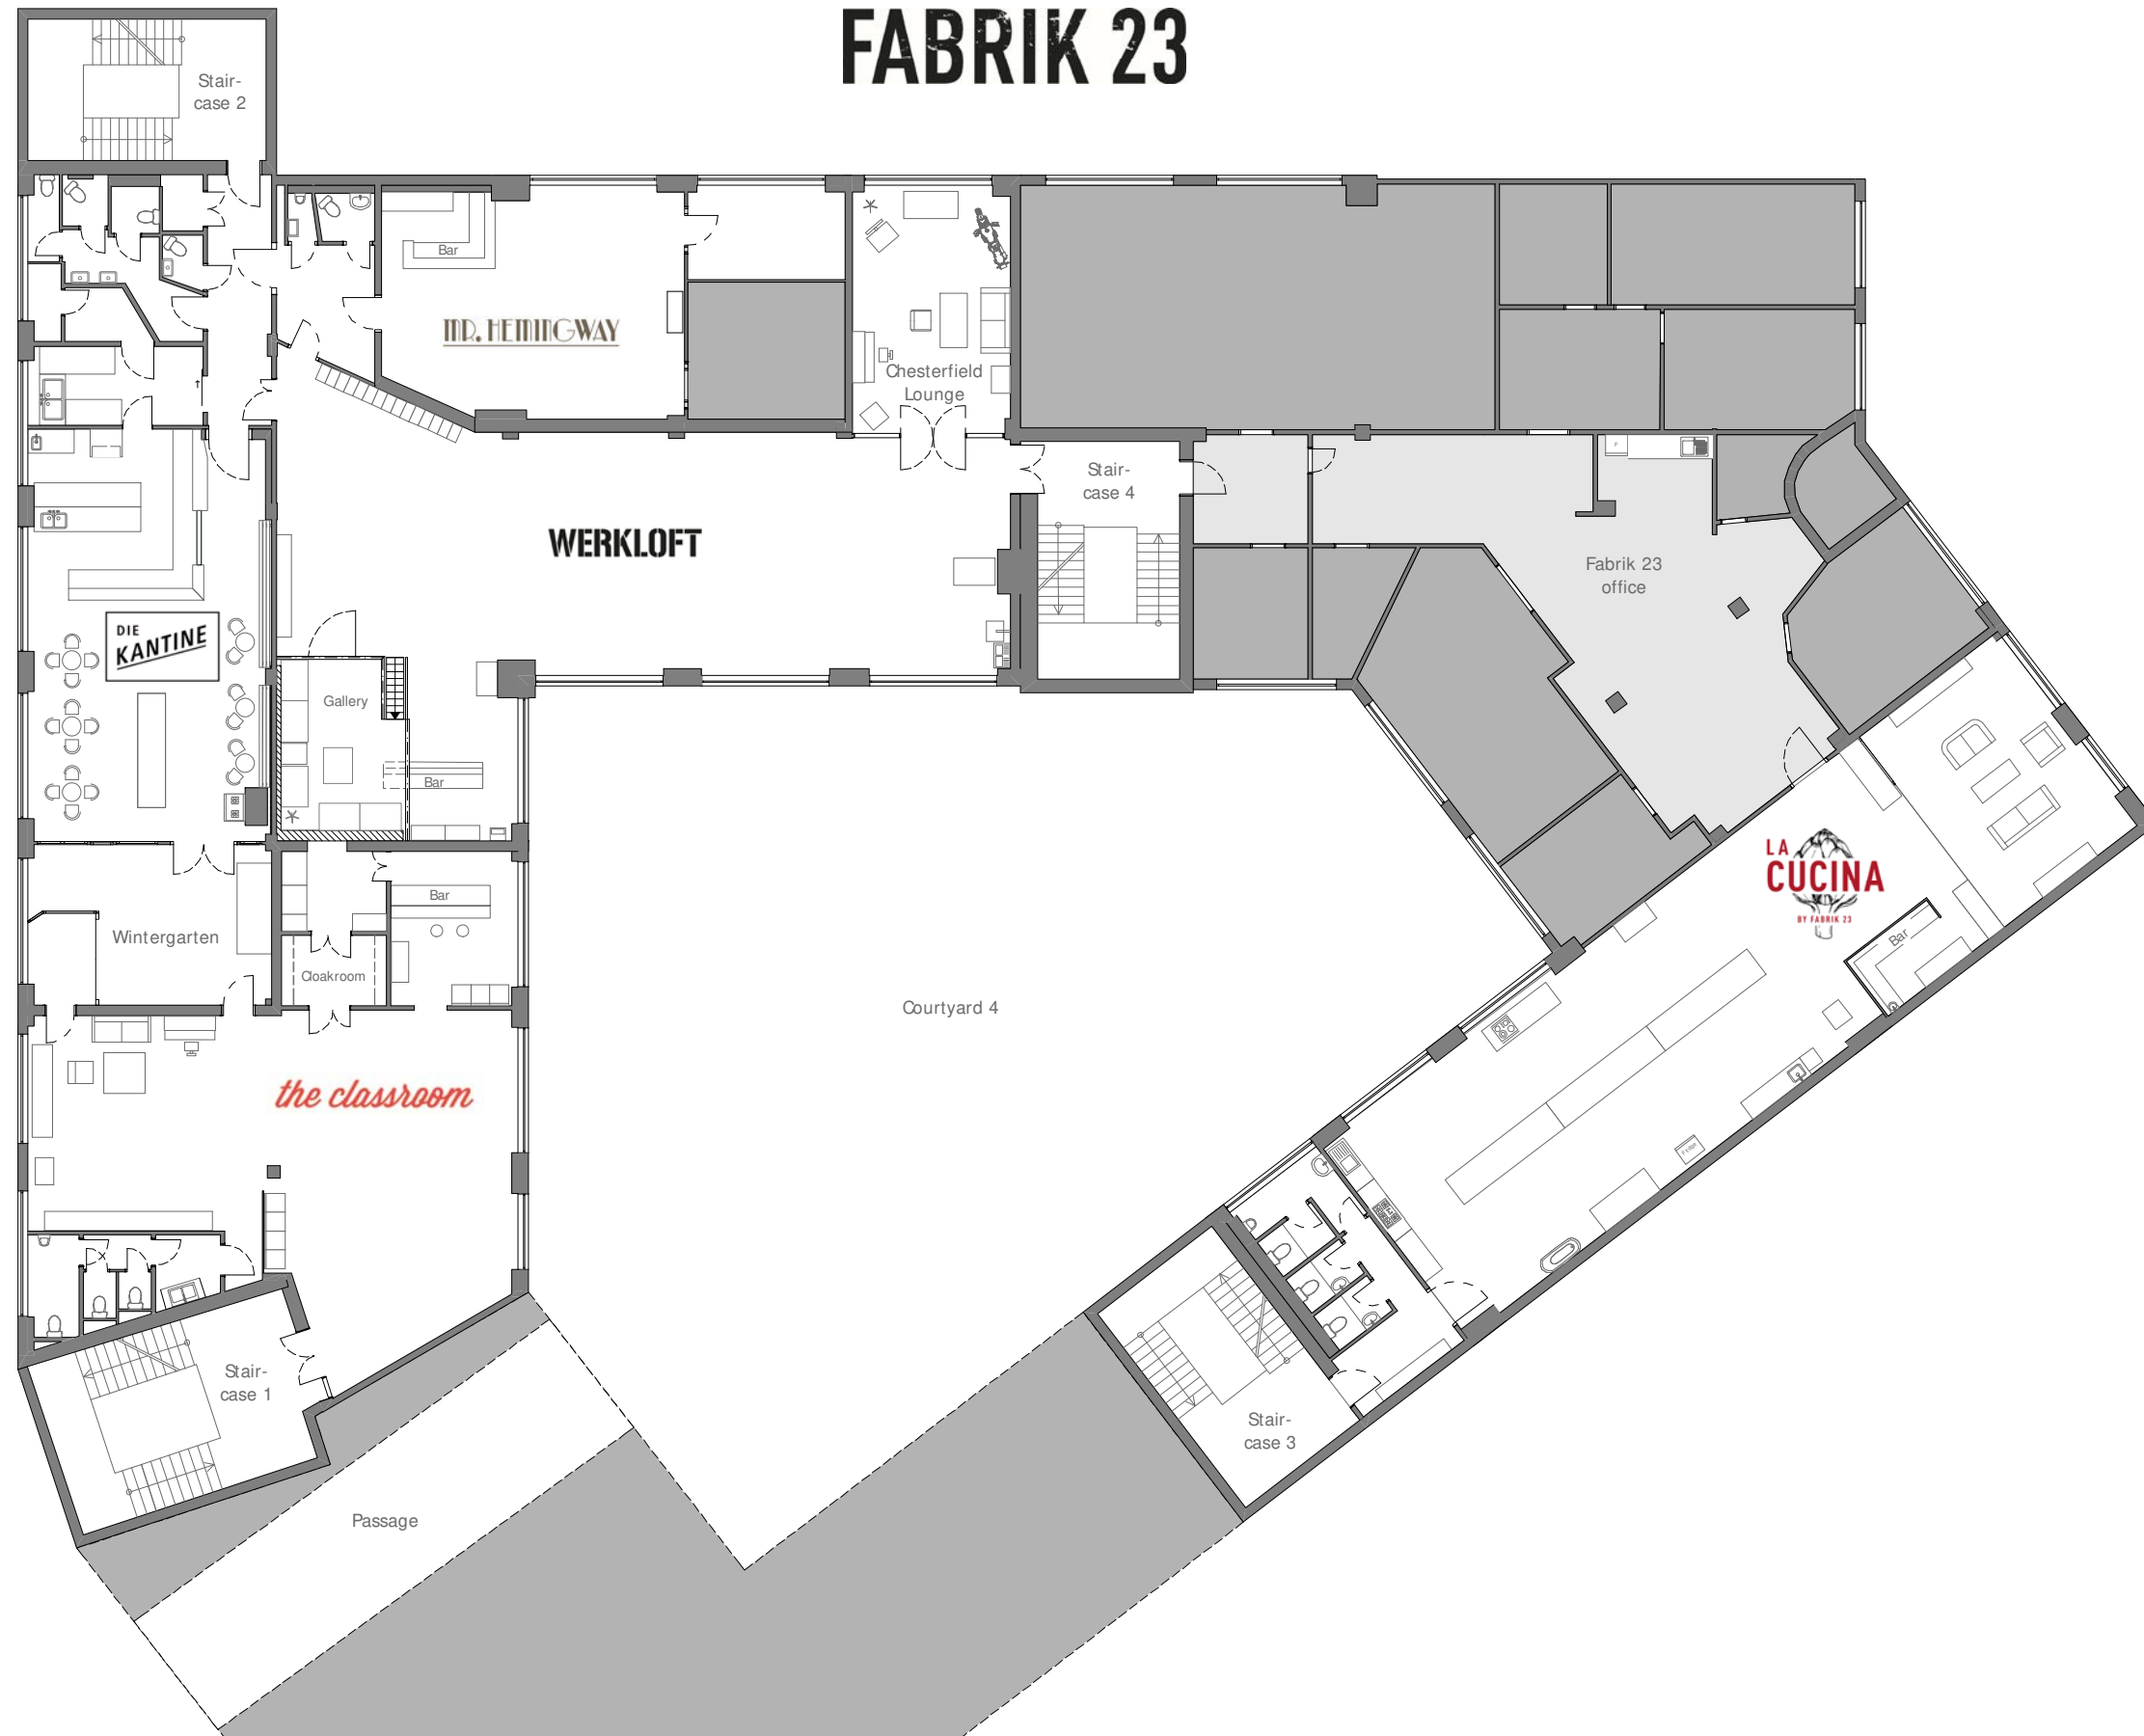 FABRIK 23
Stair-
case 2
Bar
MR. HEMINGWAY
Chesterfield
Lounge
Stair-
case 4
F
WERKLOFT
Fabrik 23
office
DIE
KANTINE
Gallery
Bar
LA
CUCINA
BY FABRIK 23
Bar
Bar
Wintergarten
Cloakroom
Courtyard 4
the classroom
Stair-
case 1
Stair-
case 3
Passage